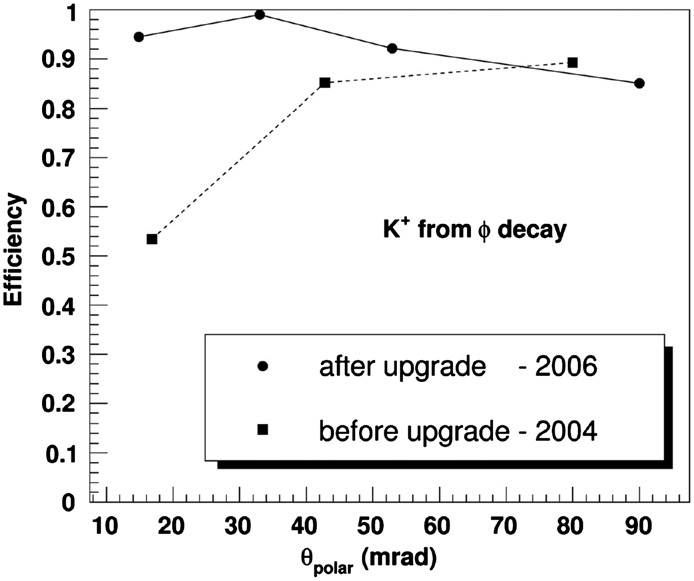 1
0.9
0.8
0.7
0.6
0.5
0.4
0.3
0.2
0.1
0
Efficiency
K+ from ϕ decay
after upgrade - 2006
before upgrade - 2004
10 20 30 40 50 60 70 80 90
θpolar (mrad)